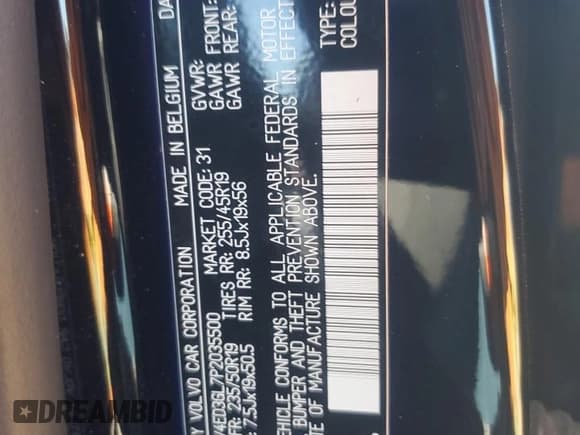 Y VOLVO CAR CORPORATION MADE IN BELGIUM DA
V4ED3GL7P2035500 MARKET CODE: 31 GVWR: GAWR FRONT: GAWR REAR:
FR: 235/50R19 TIRES RR: 255/45R19
7.5Jx19x50.5 RIM RR: 8.5Jx19x56
VEHICLE CONFORMS TO ALL APPLICABLE FEDERAL MOTOR
BUMPER AND THEFT PREVENTION STANDARDS IN EFFECT
TE OF MANUFACTURE SHOWN ABOVE.
TYPE:
COLOU
DREAMBID